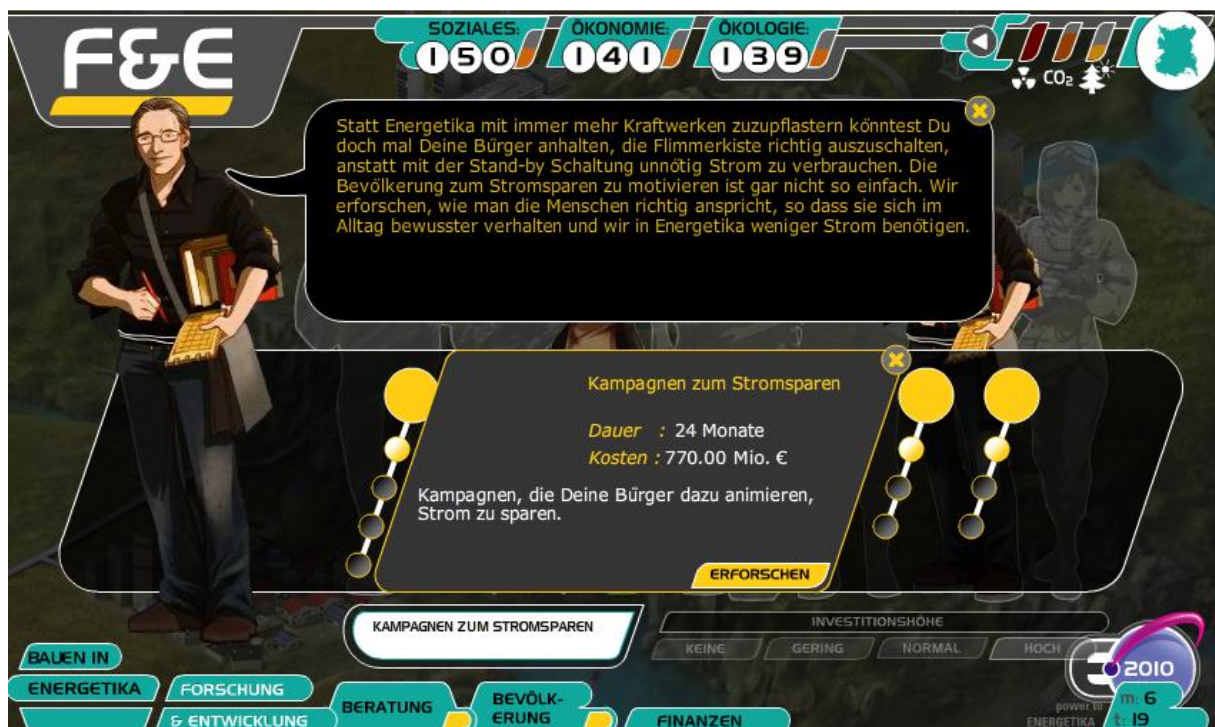 F&E
SOZIALES:
150
ÖKONOMIE:
141
ÖKOLOGIE:
139
CO₂
Statt Energetika mit immer mehr Kraftwerken zuzupflastern könntest Du
doch mal Deine Bürger anhalten, die Flimmerkiste richtig auszuschalten,
anstatt mit der Stand-by Schaltung unnötig Strom zu verbrauchen. Die
Bevölkerung zum Stromsparen zu motivieren ist gar nicht so einfach. Wir
erforschen, wie man die Menschen richtig anspricht, so dass sie sich im
Alltag bewusster verhalten und wir in Energetika weniger Strom benötigen.
Kampagnen zum Stromsparen
Dauer : 24 Monate
Kosten : 770.00 Mio. €
Kampagnen, die Deine Bürger dazu animieren,
Strom zu sparen.
ERFORSCHEN
KAMPAGNEN ZUM STROMSPAREN
INVESTITIONSHÖHE
KEINE
GERING
NORMAL
HOCH
BAUEN IN
ENERGETIKA
FORSCHUNG
& ENTWICKLUNG
BERATUNG
BEVÖLK-
ERUNG
FINANZEN
2010
power to
ENERGETIKA
m: 6
t: 19